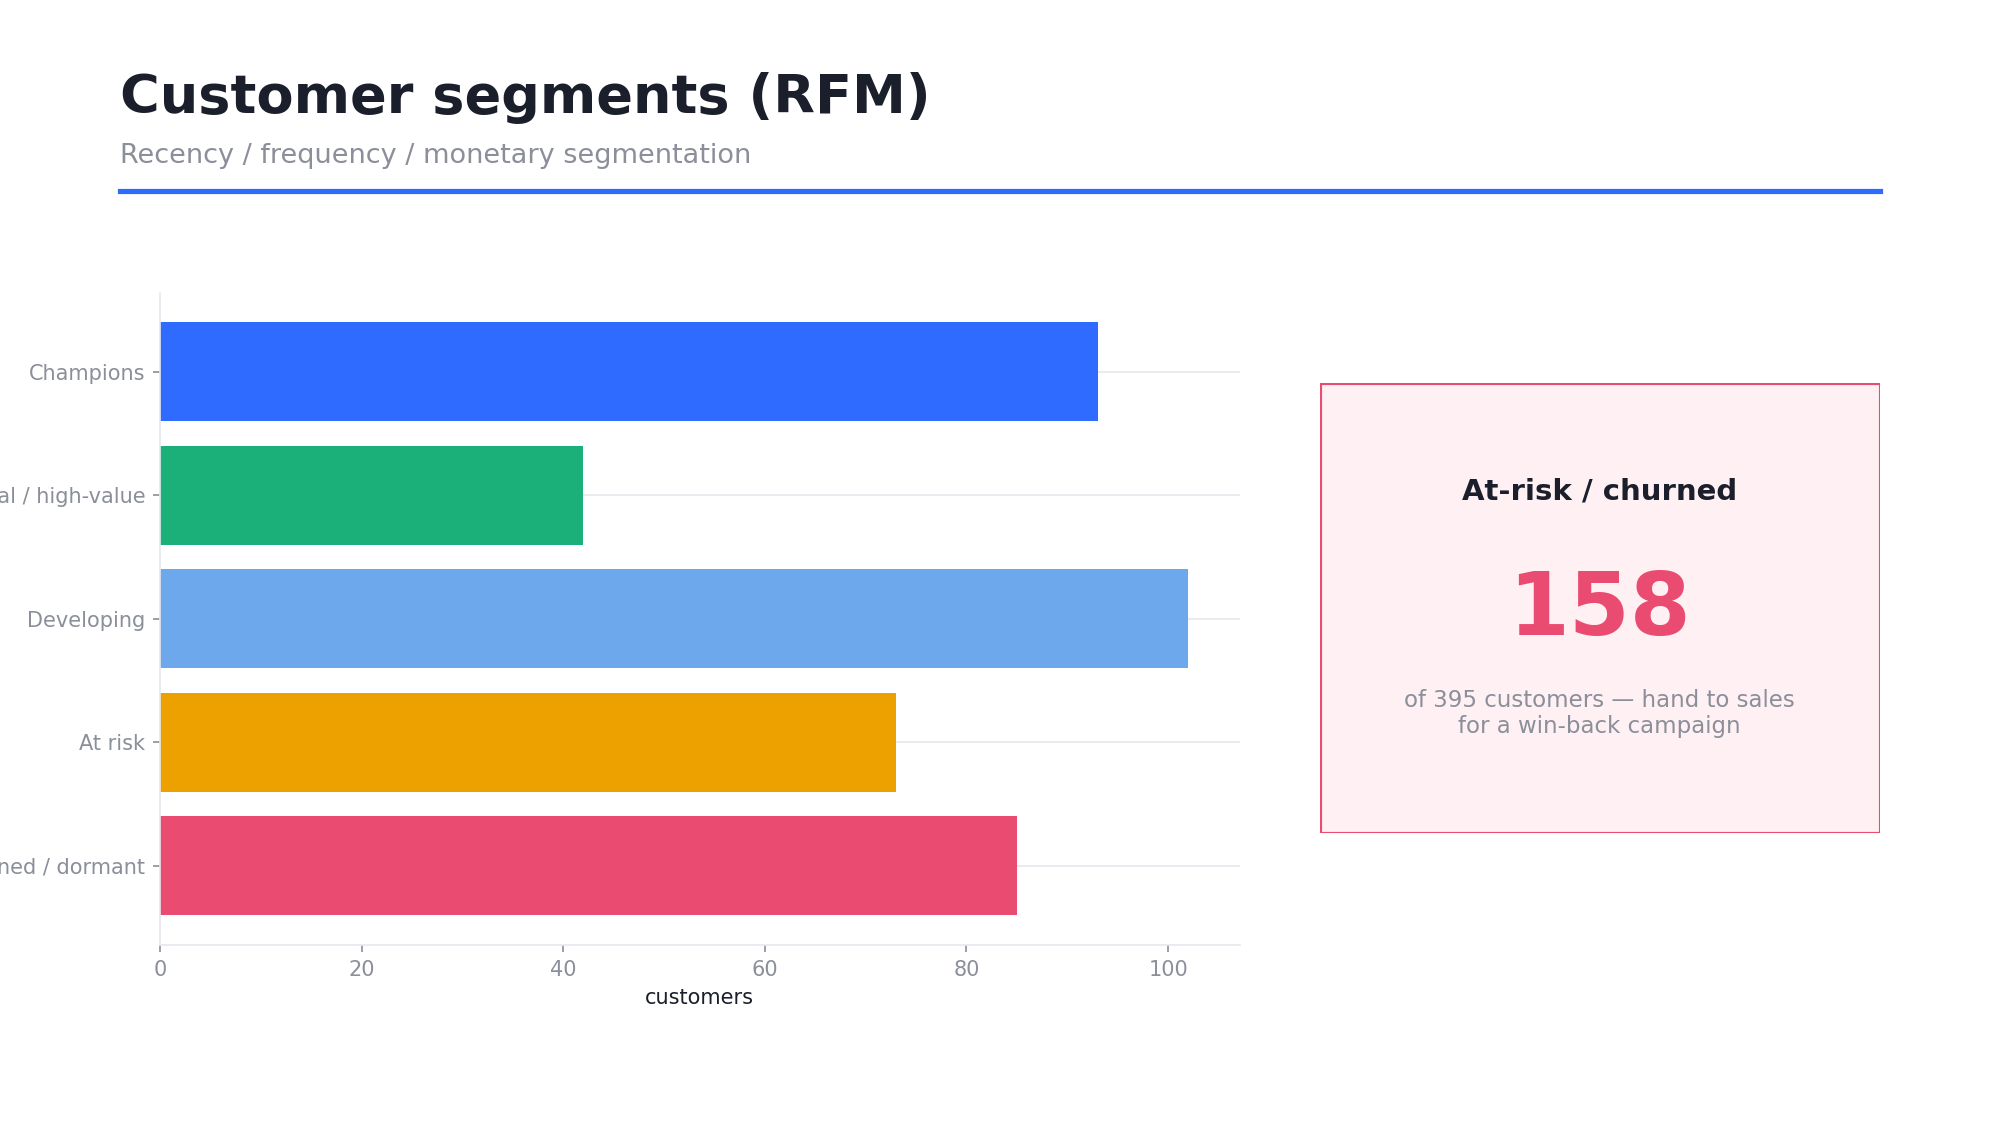 Customer segments (RFM)
Recency / frequency / monetary segmentation
Champions
al / high-value
Developing
At risk
ned / dormant
0 20 40 60 80 100
customers
At-risk / churned
158
of 395 customers — hand to sales
for a win-back campaign